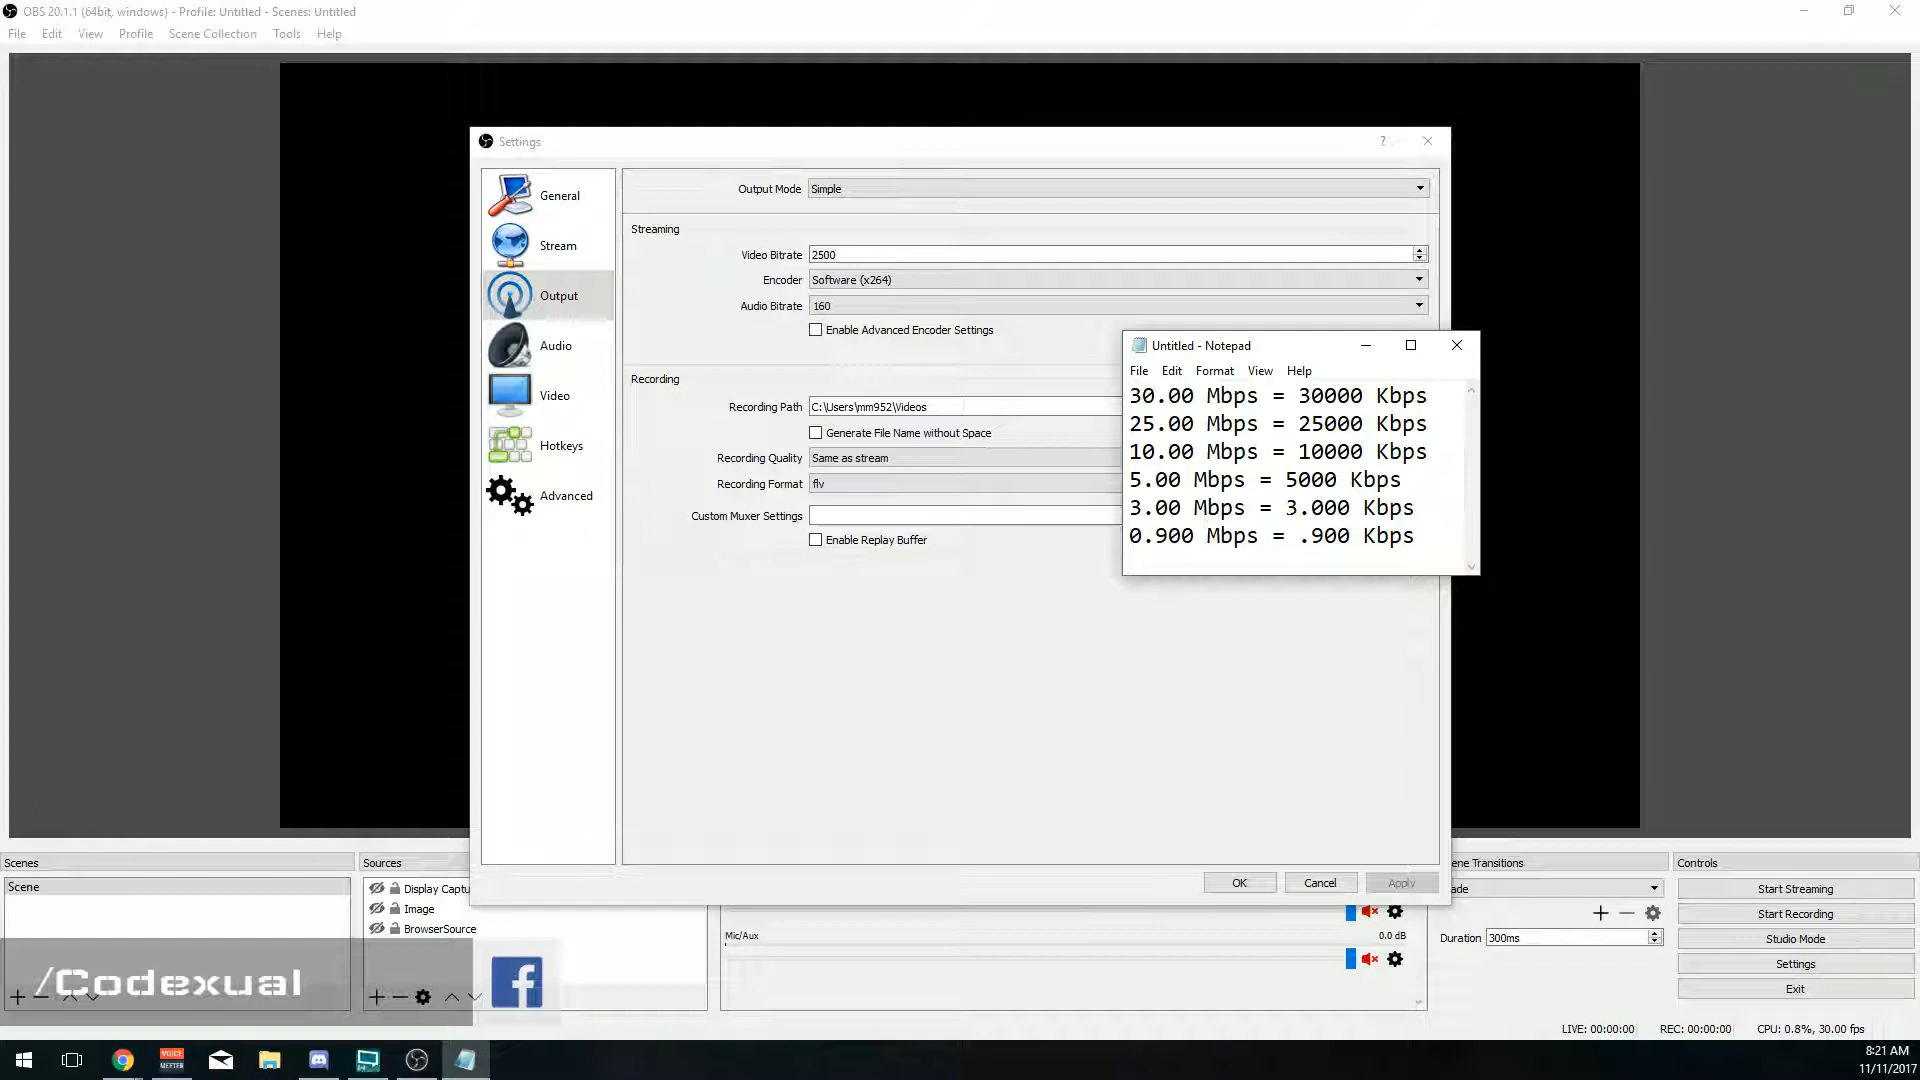 OBS 20.1.1 (64bit, windows) - Profile: Untitled - Scenes: Untitled
File Edit View Profile Scene Collection Tools Help
Settings
?
General
Stream
Output
Audio
Video
Hotkeys
Advanced
Output Mode Simple
Streaming
Video Bitrate 2500
Encoder Software (x264)
Audio Bitrate 160
Enable Advanced Encoder Settings
Recording
Recording Path C:\Users\mm952\Videos
Generate File Name without Space
Recording Quality Same as stream
Recording Format flv
Custom Muxer Settings
Enable Replay Buffer
OK Cancel Apply
Untitled - Notepad
File Edit Format View Help
30.00 Mbps = 30000 Kbps
25.00 Mbps = 25000 Kbps
10.00 Mbps = 10000 Kbps
5.00 Mbps = 5000 Kbps
3.00 Mbps = 3.000 Kbps
0.900 Mbps = .900 Kbps
Scenes
Scene
Sources
Display Captu
Image
BrowserSource
Mic/Aux 0.0 dB
ene Transitions
ade
Duration 300ms
Controls
Start Streaming
Start Recording
Studio Mode
Settings
Exit
/Codexual
f
LIVE: 00:00:00 REC: 00:00:00 CPU: 0.8%, 30.00 fps
VOICE
MEETER
8:21 AM
11/11/2017